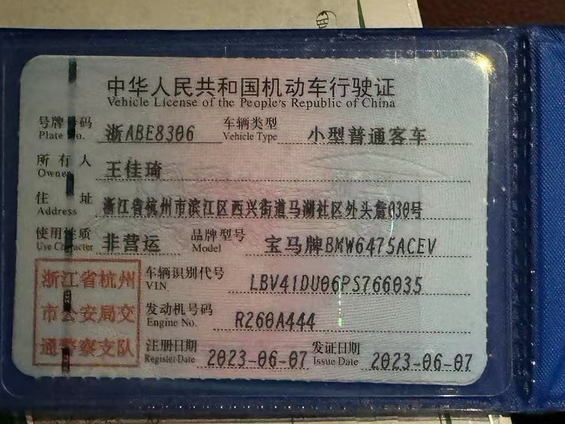 中华人民共和国机动车行驶证
Vehicle License of the People's Republic of China
号牌号码 Plate No. 浙ABE8306 车辆类型 Vehicle Type 小型普通客车
所有人 Owner 王佳琦
住址 Address 浙江省杭州市滨江区西兴街道马湖社区外头詹030号
使用性质 Use Character 非营运 品牌型号 Model 宝马牌BMW6475ACEV
浙江省杭州市公安局交通警察支队
车辆识别代号 VIN. LBV41DU06PS766035
发动机号码 Engine No. R260A444
注册日期 Register Date 2023-06-07 发证日期 Issue Date 2023-06-07